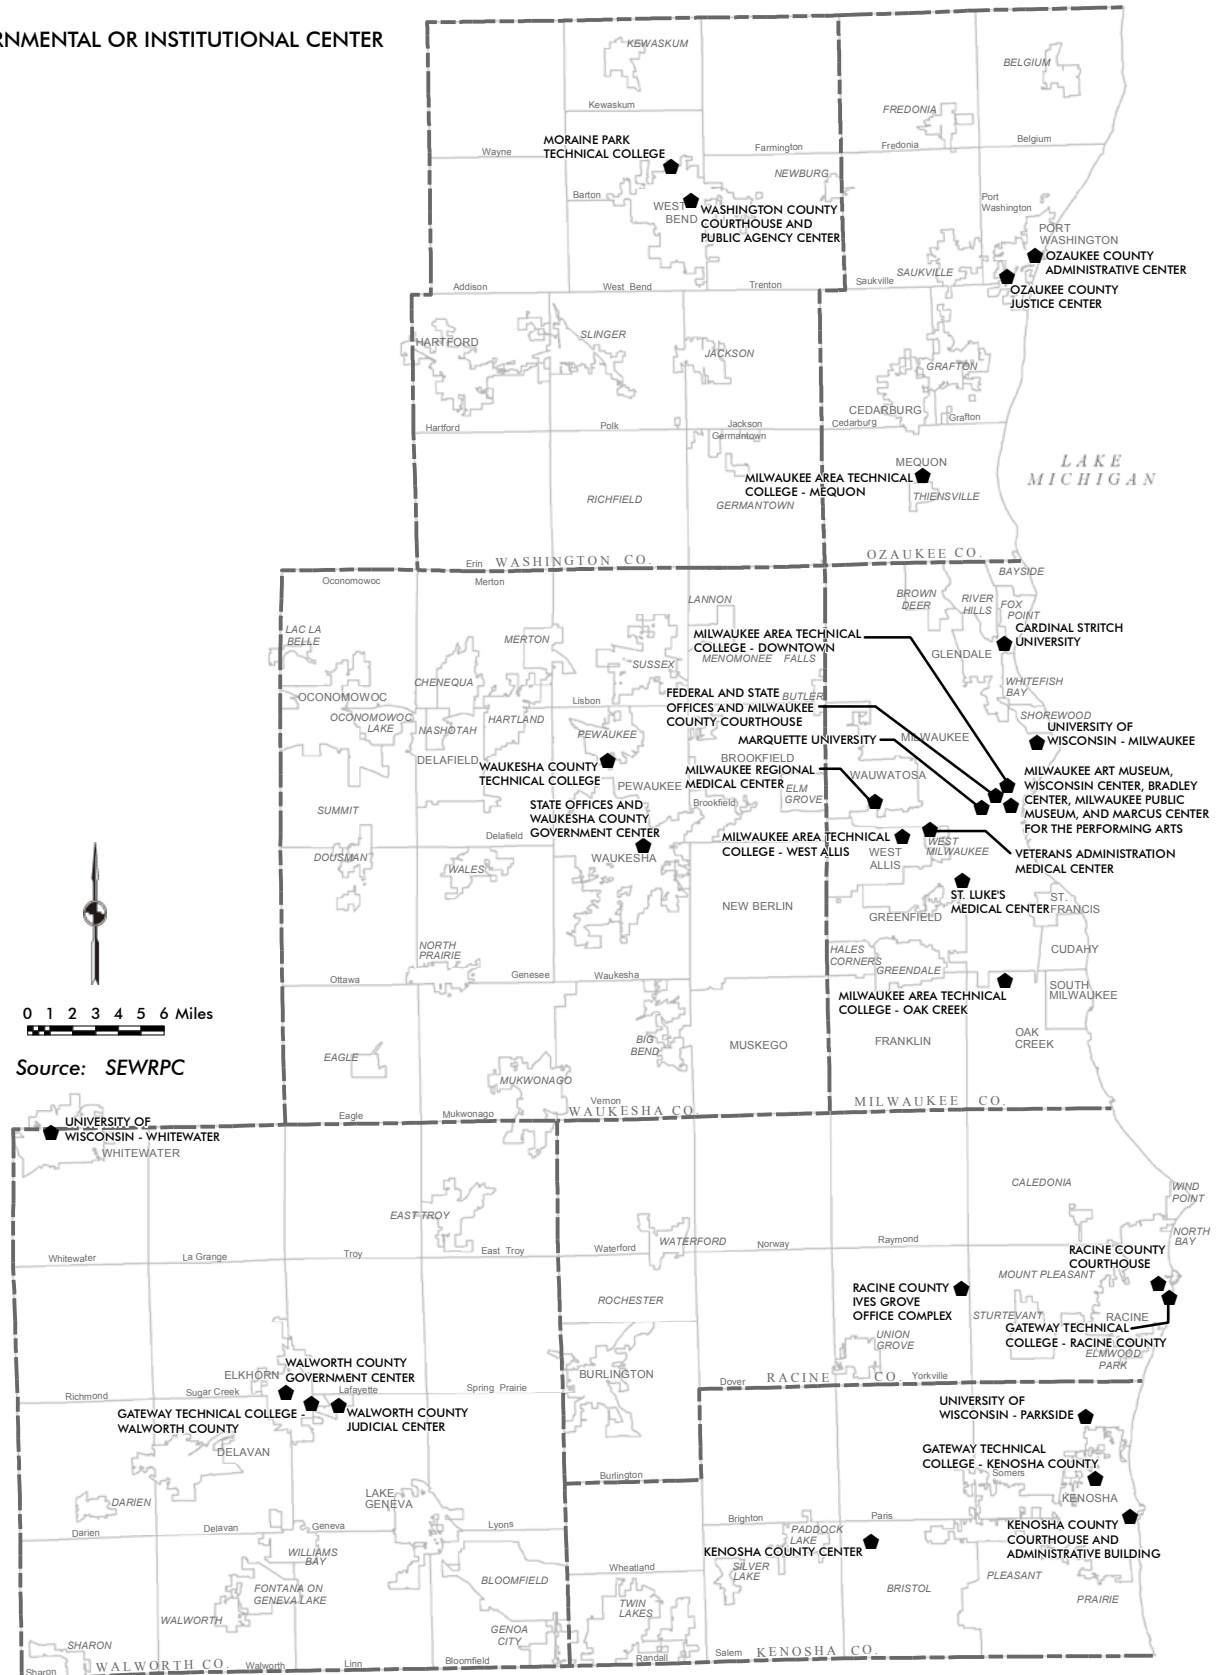 RNMENTAL OR INSTITUTIONAL CENTER
KEWASKUM
BELGIUM
Kewaskum
FREDONIA
MORAINE PARK
TECHNICAL COLLEGE
Wayne
Farmington
Fredonia
Belgium
NEWBURG
Barton
WEST
BEND
WASHINGTON COUNTY
COURTHOUSE AND
PUBLIC AGENCY CENTER
Port
Washington
PORT
WASHINGTON
OZAUKEE COUNTY
ADMINISTRATIVE CENTER
SAUKVILLE
OZAUKEE COUNTY
JUSTICE CENTER
Addison
West Bend
Trenton
Saukville
HARTFORD
SLINGER
JACKSON
GRAFTON
CEDARBURG
Hartford
Polk
Jackson
Germantown
Cedarburg
Grafton
LAKE
MICHIGAN
MEQUON
MILWAUKEE AREA TECHNICAL
COLLEGE - MEQUON
THIENSVILLE
RICHFIELD
GERMANTOWN
Erin
WASHINGTON CO.
OZAUKEE CO.
Oconomowoc
Merton
BAYSIDE
LANNON
BROWN
DEER
RIVER
HILLS
FOX
POINT
LAC LA
BELLE
MERTON
MILWAUKEE AREA TECHNICAL
COLLEGE - DOWNTOWN
CARDINAL STRITCH
UNIVERSITY
GLENDALE
MENOMONEE FALLS
SUSSEX
CHENEQUA
WHITEFISH
BAY
OCONOMOWOC
Lisbon
FEDERAL AND STATE
OFFICES AND MILWAUKEE
COUNTY COURTHOUSE
BUTLER
OCONOMOWOC
LAKE
NASHOTAH
HARTLAND
SHOREWOOD
UNIVERSITY OF
WISCONSIN - MILWAUKEE
PEWAUKEE
MARQUETTE UNIVERSITY
MILWAUKEE
DELAFIELD
WAUKESHA COUNTY
TECHNICAL COLLEGE
BROOKFIELD
MILWAUKEE REGIONAL
MEDICAL CENTER
WAUWATOSA
MILWAUKEE ART MUSEUM,
WISCONSIN CENTER, BRADLEY
CENTER, MILWAUKEE PUBLIC
MUSEUM, AND MARCUS CENTER
FOR THE PERFORMING ARTS
PEWAUKEE
ELM
GROVE
SUMMIT
STATE OFFICES AND
WAUKESHA COUNTY
GOVERNMENT CENTER
Brookfield
Delafield
MILWAUKEE AREA TECHNICAL
COLLEGE - WEST ALLIS
WEST
MILWAUKEE
WEST
ALLIS
VETERANS ADMINISTRATION
MEDICAL CENTER
DOUSMAN
WALES
WAUKESHA
ST. LUKE'S
MEDICAL CENTER
ST.
FRANCIS
NEW BERLIN
GREENFIELD
NORTH
PRAIRIE
HALES
CORNERS
GREENDALE
CUDAHY
Ottawa
Genesee
Waukesha
MILWAUKEE AREA TECHNICAL
COLLEGE - OAK CREEK
SOUTH
MILWAUKEE
0 1 2 3 4 5 6 Miles
Source: SEWRPC
EAGLE
BIG
BEND
MUSKEGO
FRANKLIN
OAK
CREEK
MUKWONAGO
Eagle
Mukwonago
Vernon
WAUKESHA CO.
MILWAUKEE CO.
UNIVERSITY OF
WISCONSIN - WHITEWATER
WHITEWATER
CALEDONIA
WIND
POINT
EAST TROY
WATERFORD
NORTH
BAY
Whitewater
La Grange
Troy
East Troy
Waterford
Norway
Raymond
RACINE COUNTY
COURTHOUSE
MOUNT PLEASANT
RACINE COUNTY
IVES GROVE
OFFICE COMPLEX
ROCHESTER
STURTEVANT
RACINE
GATEWAY TECHNICAL
COLLEGE - RACINE COUNTY
UNION
GROVE
ELMWOOD
PARK
ELKHORN
WALWORTH COUNTY
GOVERNMENT CENTER
BURLINGTON
Dover
RACINE CO.
Yorkville
Richmond
Sugar Creek
Lafayette
Spring Prairie
GATEWAY TECHNICAL COLLEGE -
WALWORTH COUNTY
WALWORTH COUNTY
JUDICIAL CENTER
UNIVERSITY OF
WISCONSIN - PARKSIDE
DELAVAN
GATEWAY TECHNICAL
COLLEGE - KENOSHA COUNTY
Somers
Burlington
KENOSHA
LAKE
GENEVA
DARIEN
Darien
Delavan
Geneva
Lyons
Brighton
Paris
PADDOCK
LAKE
KENOSHA COUNTY
COURTHOUSE AND
ADMINISTRATIVE BUILDING
KENOSHA COUNTY CENTER
WILLIAMS
BAY
Wheatland
SILVER
LAKE
BLOOMFIELD
BRISTOL
PLEASANT
PRAIRIE
FONTANA ON
GENEVA LAKE
TWIN
LAKES
WALWORTH
GENOA
CITY
SHARON
Sharon
WALWORTH CO.
Walworth
Linn
Bloomfield
Randall
Salem
KENOSHA CO.